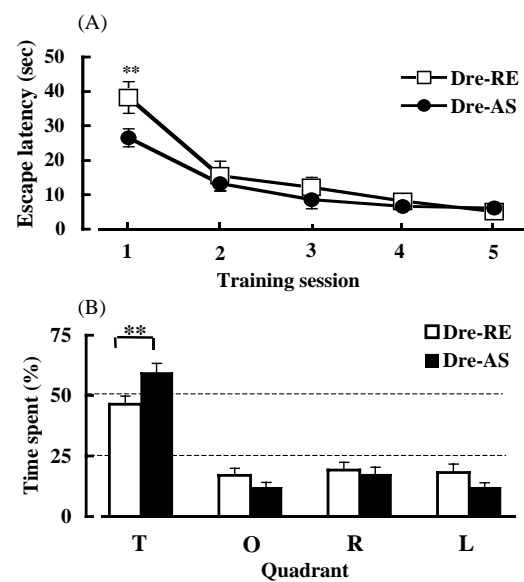 (A)
Escape latency (sec)
50
40
30
20
10
0
**
Dre-RE
Dre-AS
1 2 3 4 5
Training session
(B)
Time spent (%)
75
50
25
0
**
Dre-RE
Dre-AS
T O R L
Quadrant